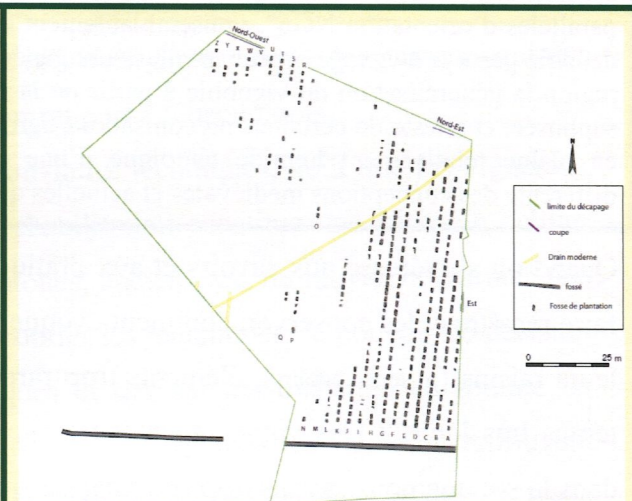 Nord-Ouest
Z Y X W V U T S R
Nord-Est
limite du décapage
coupe
Drain moderne
fossé
Fosse de plantation
O
Est
0 25 m
Q P
N M L K J I H G F E D C B A